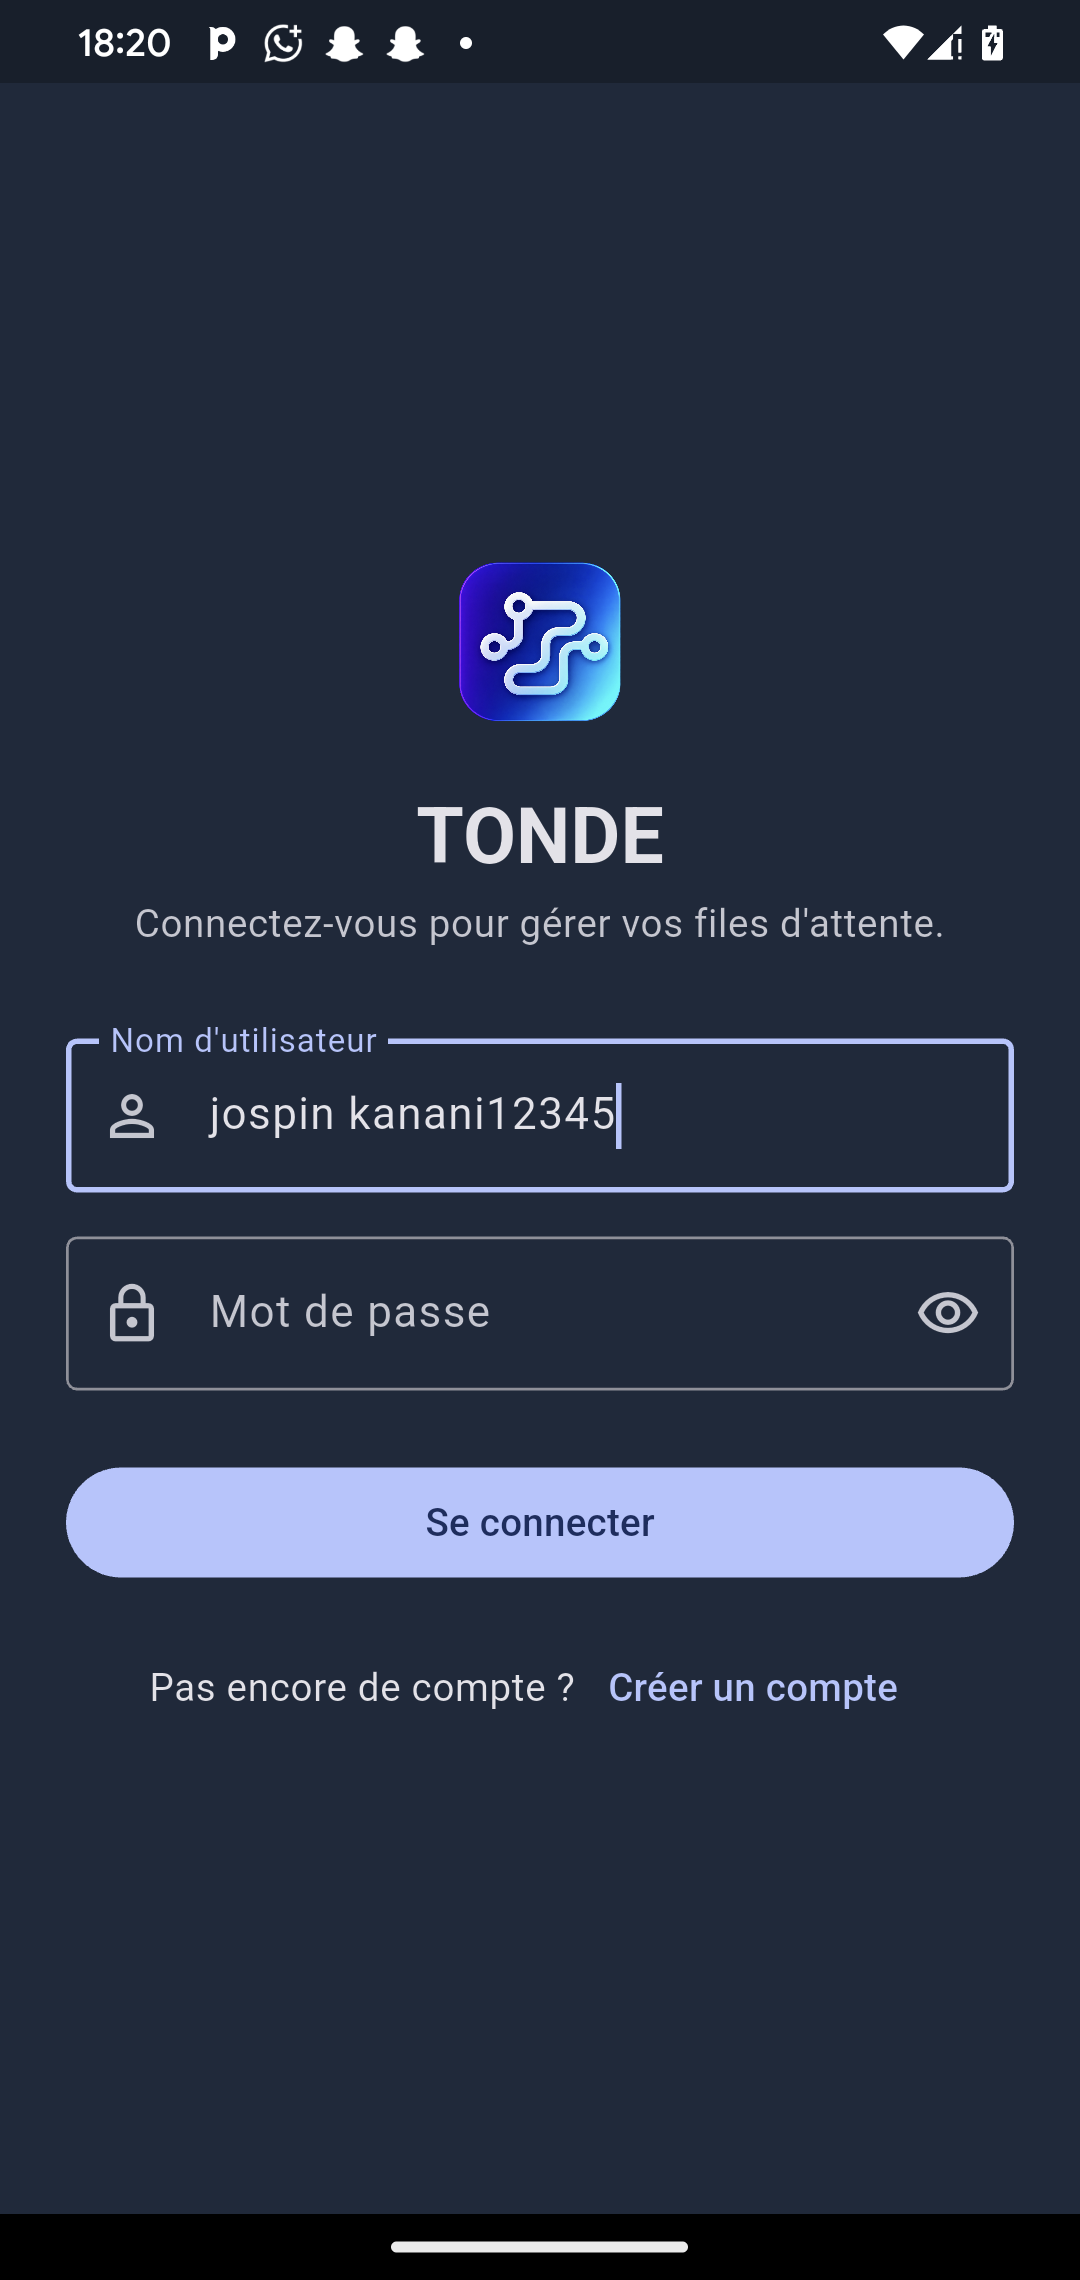 18:20
TONDE
Connectez-vous pour gérer vos files d'attente.
Nom d'utilisateur
jospin kanani12345
Mot de passe
Se connecter
Pas encore de compte ? Créer un compte